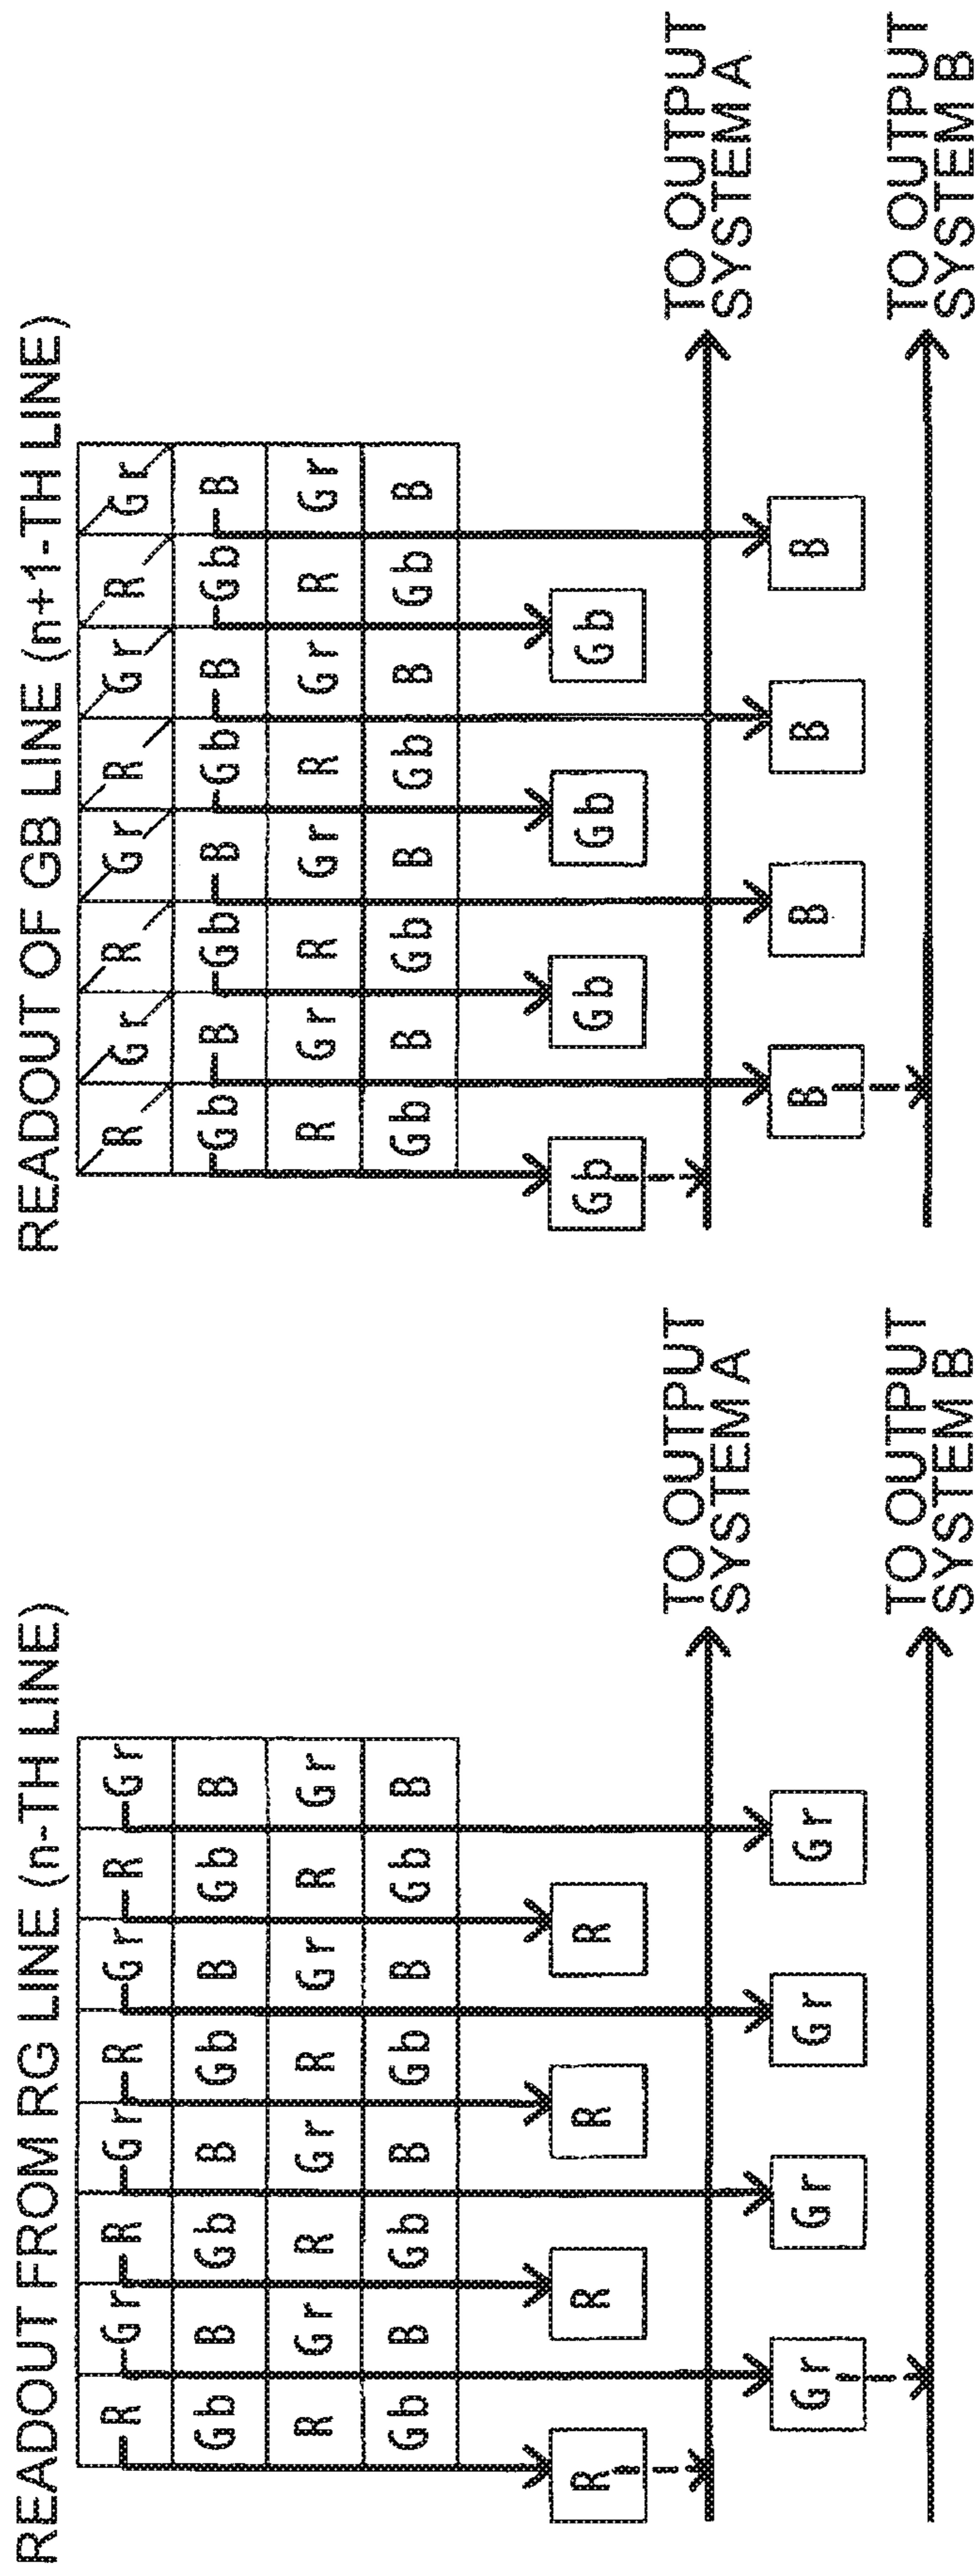 READOUT FROM RG LINE (n-TH LINE)
R Gr R Gr R Gr R Gr
Gb B Gb B Gb B Gb B
R Gr R Gr R Gr R Gr
Gb B Gb B Gb B Gb B
R R R R
TO OUTPUT
SYSTEM A
Gr Gr Gr Gr
TO OUTPUT
SYSTEM B
READOUT OF GB LINE (n+1-TH LINE)
R Gr R Gr R Gr R Gr
Gb B Gb B Gb B Gb B
R Gr R Gr R Gr R Gr
Gb B Gb B Gb B Gb B
Gb Gb Gb Gb
TO OUTPUT
SYSTEM A
B B B B
TO OUTPUT
SYSTEM B